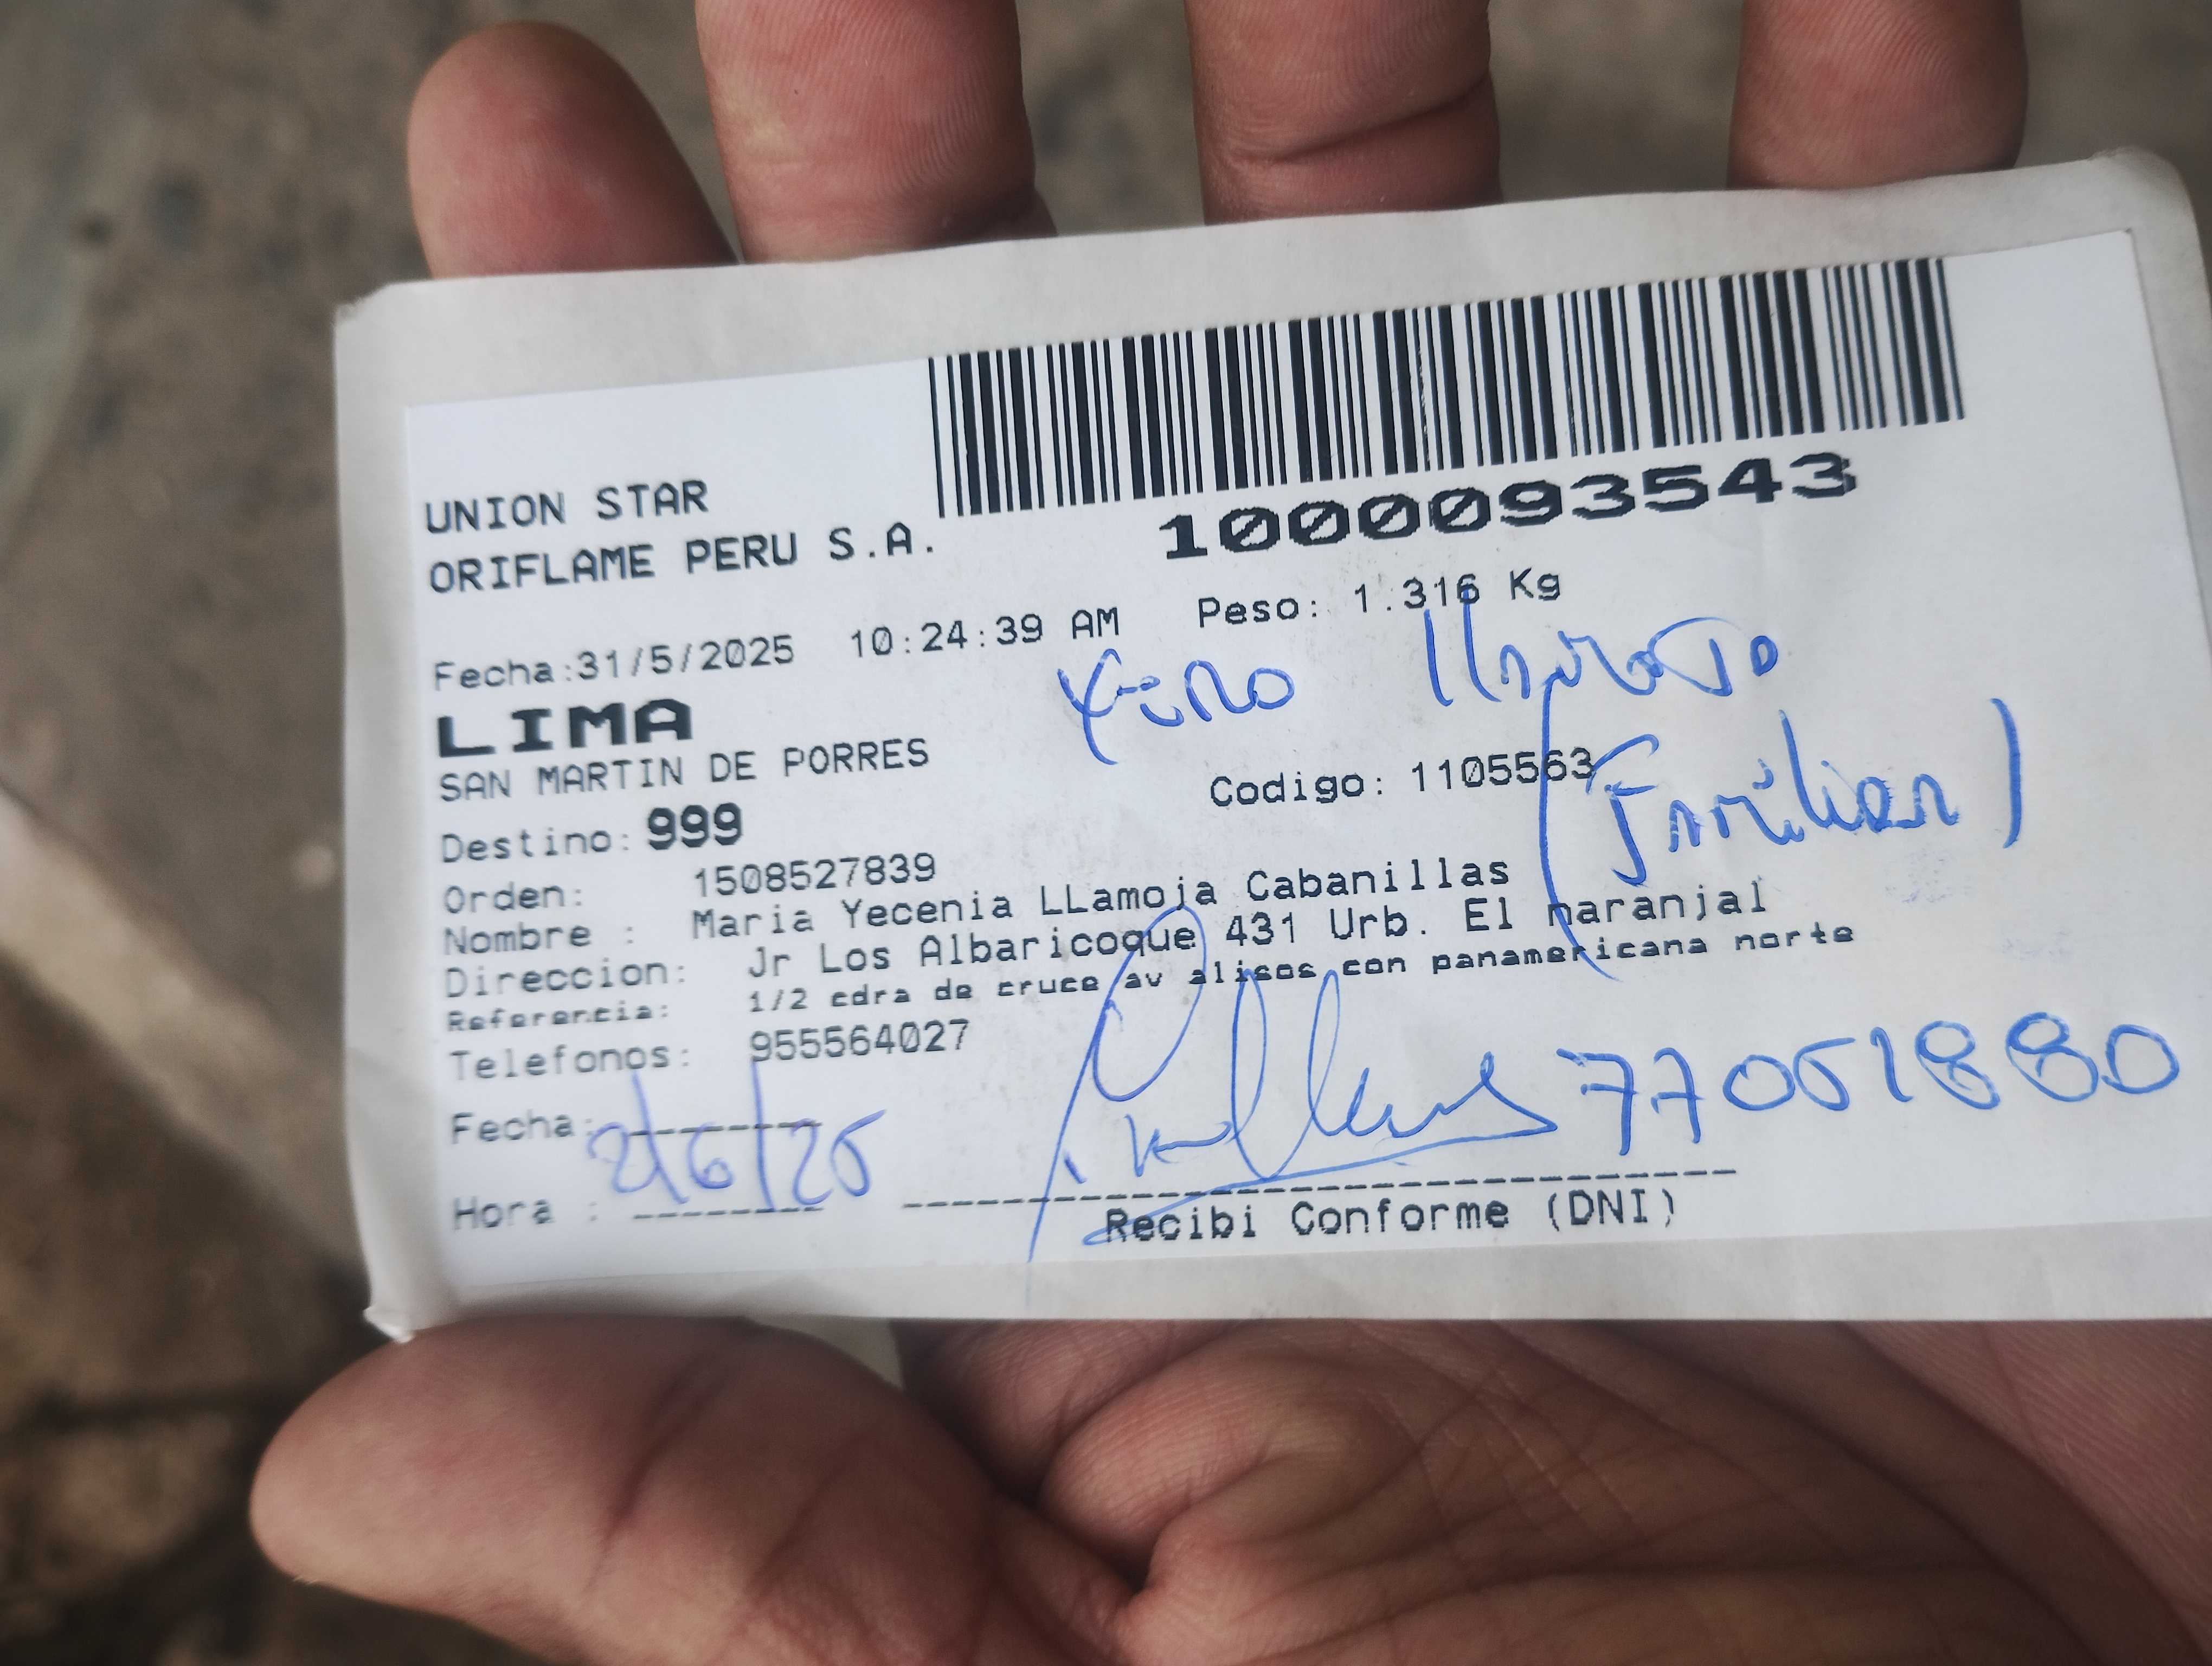 UNION STAR
ORIFLAME PERU S.A.
1000093543
Fecha:31/5/2025 10:24:39 AM Peso: 1.316 Kg
LIMA
SAN MARTIN DE PORRES
Codigo: 1105563
(Familiar)
Destino: 999
Orden: 1508527839
Nombre : Maria Yecenia LLamoja Cabanillas
Direccion: Jr Los Albaricoque 431 Urb. El naranjal
Referencia: 1/2 cdra de cruce av alisos con panamericana norte
Telefonos: 955564027
77051880
Fecha: 2/6/25
Hora :
Recibi Conforme (DNI)